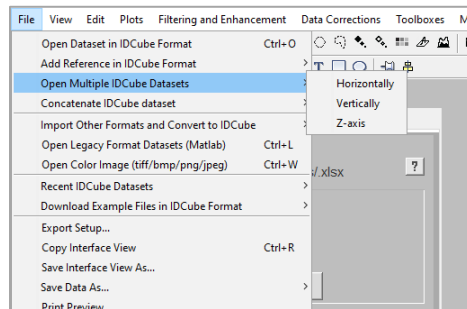 File View Edit Plots Filtering and Enhancement Data Corrections Toolboxes
Open Dataset in IDCube Format Ctrl+O
Add Reference in IDCube Format
Open Multiple IDCube Datasets
Horizontally
Concatenate IDCube dataset
Vertically
Z-axis
Import Other Formats and Convert to IDCube
Open Legacy Format Datasets (Matlab) Ctrl+L
Open Color Image (tiff/bmp/png/jpeg) Ctrl+W
s/.xlsx
?
Recent IDCube Datasets
Download Example Files in IDCube Format
Export Setup...
Copy Interface View Ctrl+R
Save Interface View As...
Save Data As...
Print Preview